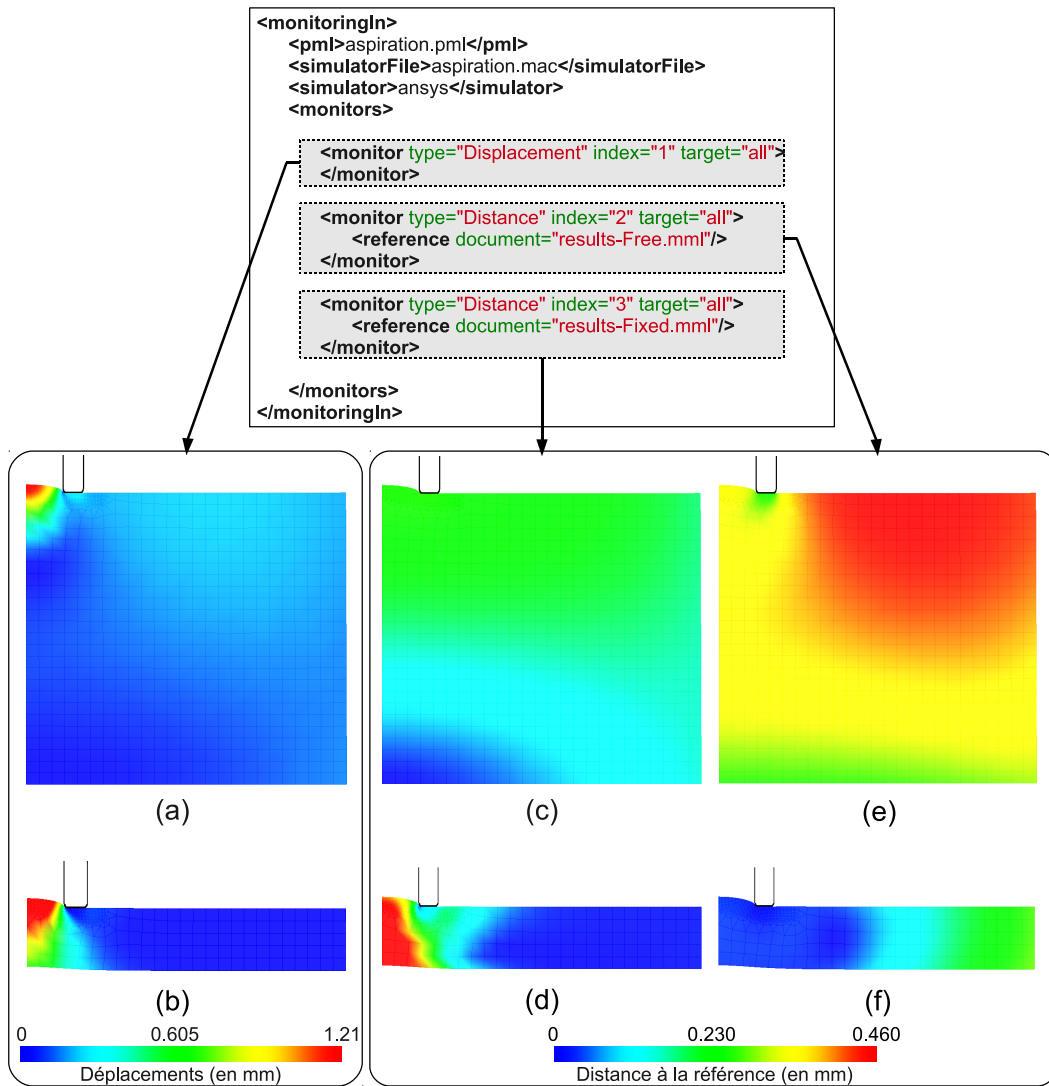 <monitoringIn>
<pml>aspiration.pml</pml>
<simulatorFile>aspiration.mac</simulatorFile>
<simulator>ansys</simulator>
<monitors>
<monitor type="Displacement" index="1" target="all">
</monitor>
<monitor type="Distance" index="2" target="all">
<reference document="results-Free.mml"/>
</monitor>
<monitor type="Distance" index="3" target="all">
<reference document="results-Fixed.mml"/>
</monitor>
</monitors>
</monitoringIn>
(a)
(c)
(e)
(b)
(d)
(f)
0 0.605 1.21
Déplacements (en mm)
0 0.230 0.460
Distance à la référence (en mm)